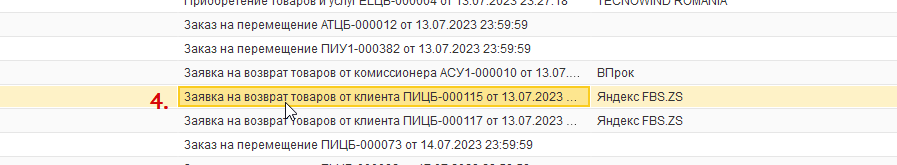 Приобретение товаров и услуг ЕLЦБ-000004 от 13.07.2023 23:27:18 TECNOWIND ROMANIA
Заказ на перемещение АТЦБ-000012 от 13.07.2023 23:59:59
Заказ на перемещение ПИУ1-000382 от 13.07.2023 23:59:59
Заявка на возврат товаров от комиссионера АСУ1-000010 от 13.07.... ВПрок
4. Заявка на возврат товаров от клиента ПИЦБ-000115 от 13.07.2023 ... Яндекс FBS.ZS
Заявка на возврат товаров от клиента ПИЦБ-000117 от 13.07.2023 ... Яндекс FBS.ZS
Заказ на перемещение ПИЦБ-000073 от 14.07.2023 23:59:59